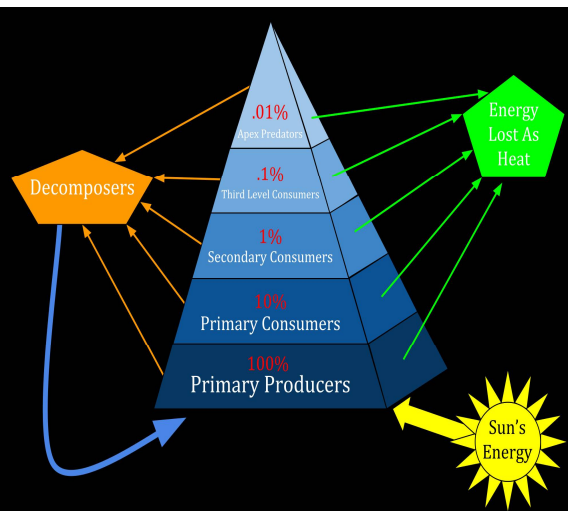 .01%
Apex Predators
.1%
Third Level Consumers
1%
Secondary Consumers
10%
Primary Consumers
100%
Primary Producers
Decomposers
Energy
Lost As
Heat
Sun's
Energy